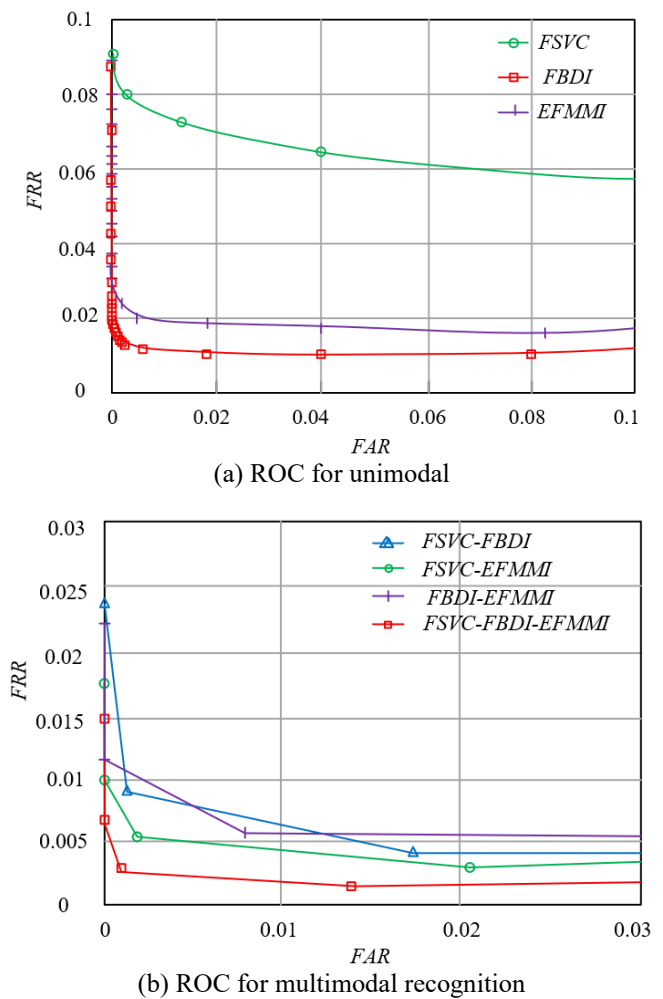 0.1
0.08
0.06
0.04
0.02
0
FRR
FSVC
FBDI
EFMMI
0 0.02 0.04 0.06 0.08 0.1
FAR
(a) ROC for unimodal
0.03
0.025
0.02
0.015
0.01
0.005
0
FRR
FSVC-FBDI
FSVC-EFMMI
FBDI-EFMMI
FSVC-FBDI-EFMMI
0 0.01 0.02 0.03
FAR
(b) ROC for multimodal recognition